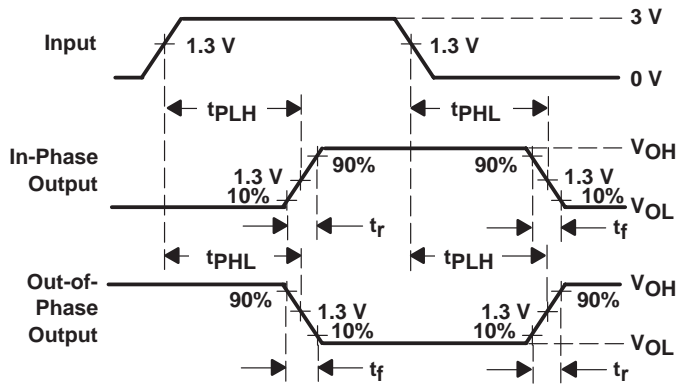 3 V
Input
1.3 V
1.3 V
0 V
tPLH
tPHL
In-Phase
Output
VOH
90%
90%
1.3 V
1.3 V
10%
10%
VOL
tr
tf
tPHL
tPLH
Out-of-
Phase
Output
VOH
90%
90%
1.3 V
1.3 V
10%
10%
VOL
tf
tr